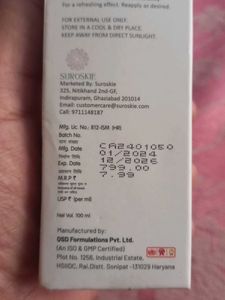 For a refreshing effect. Reapply or desired.
FOR EXTERNAL USE ONLY.
STORE IN A COOL & DRY PLACE.
KEEP AWAY FROM DIRECT SUNLIGHT.
SUROSKIE
Marketed by: Suroskie
325, Nitikhand 2nd-GF,
Indirapuram, Ghaziabad 201014
Email: customercare@suroskie.com
Call: 9711148187
Mfg. Lic. No.: 812-ISM (HR)
Batch No. CA2401050
Mfg. Date 01/2024
Exp. Date 12/2026
M.R.P ₹ 799.00
7.99
USP ₹ (per ml)
Net Vol. 100 ml
Manufactured by:
DSD Formulations Pvt. Ltd.
(An ISO & GMP Certified)
Plot No. 1256, Industrial Estate,
HSIIDC, Rai, Distt. Sonipat -131029 Haryana